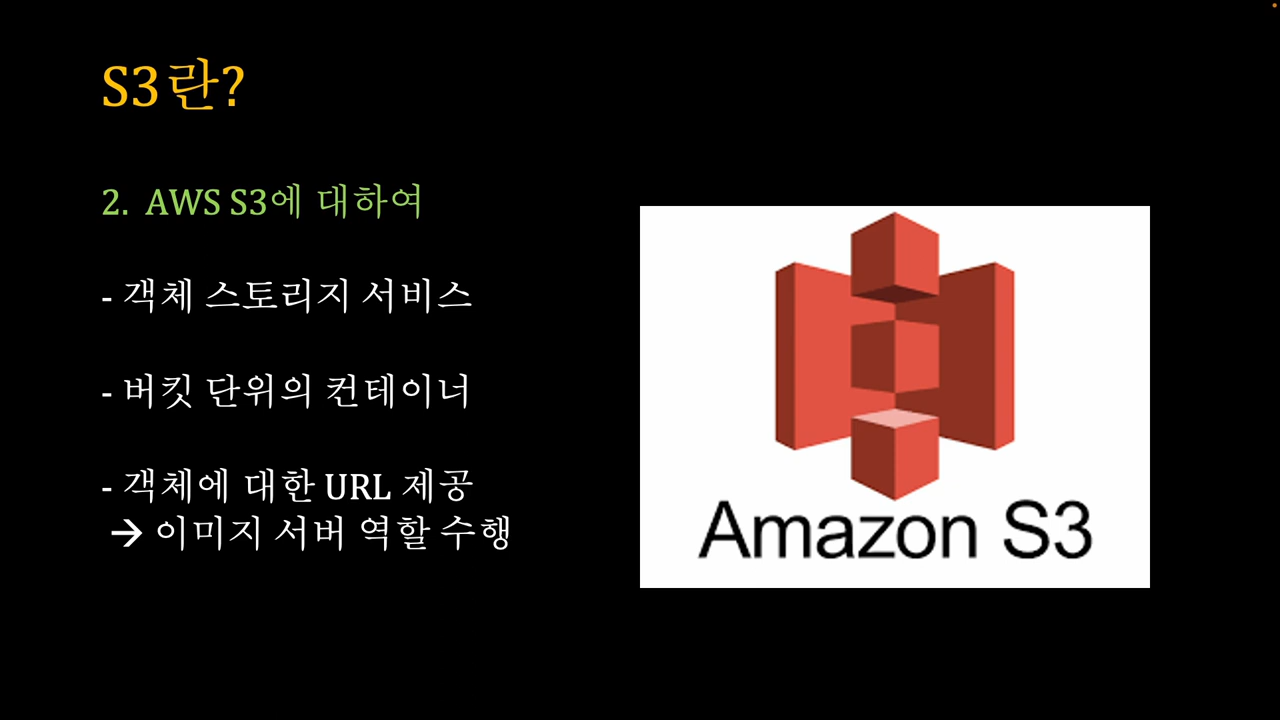 S3란?
2. AWS S3에 대하여
- 객체 스토리지 서비스
- 버킷 단위의 컨테이너
- 객체에 대한 URL 제공
→ 이미지 서버 역할 수행
Amazon S3